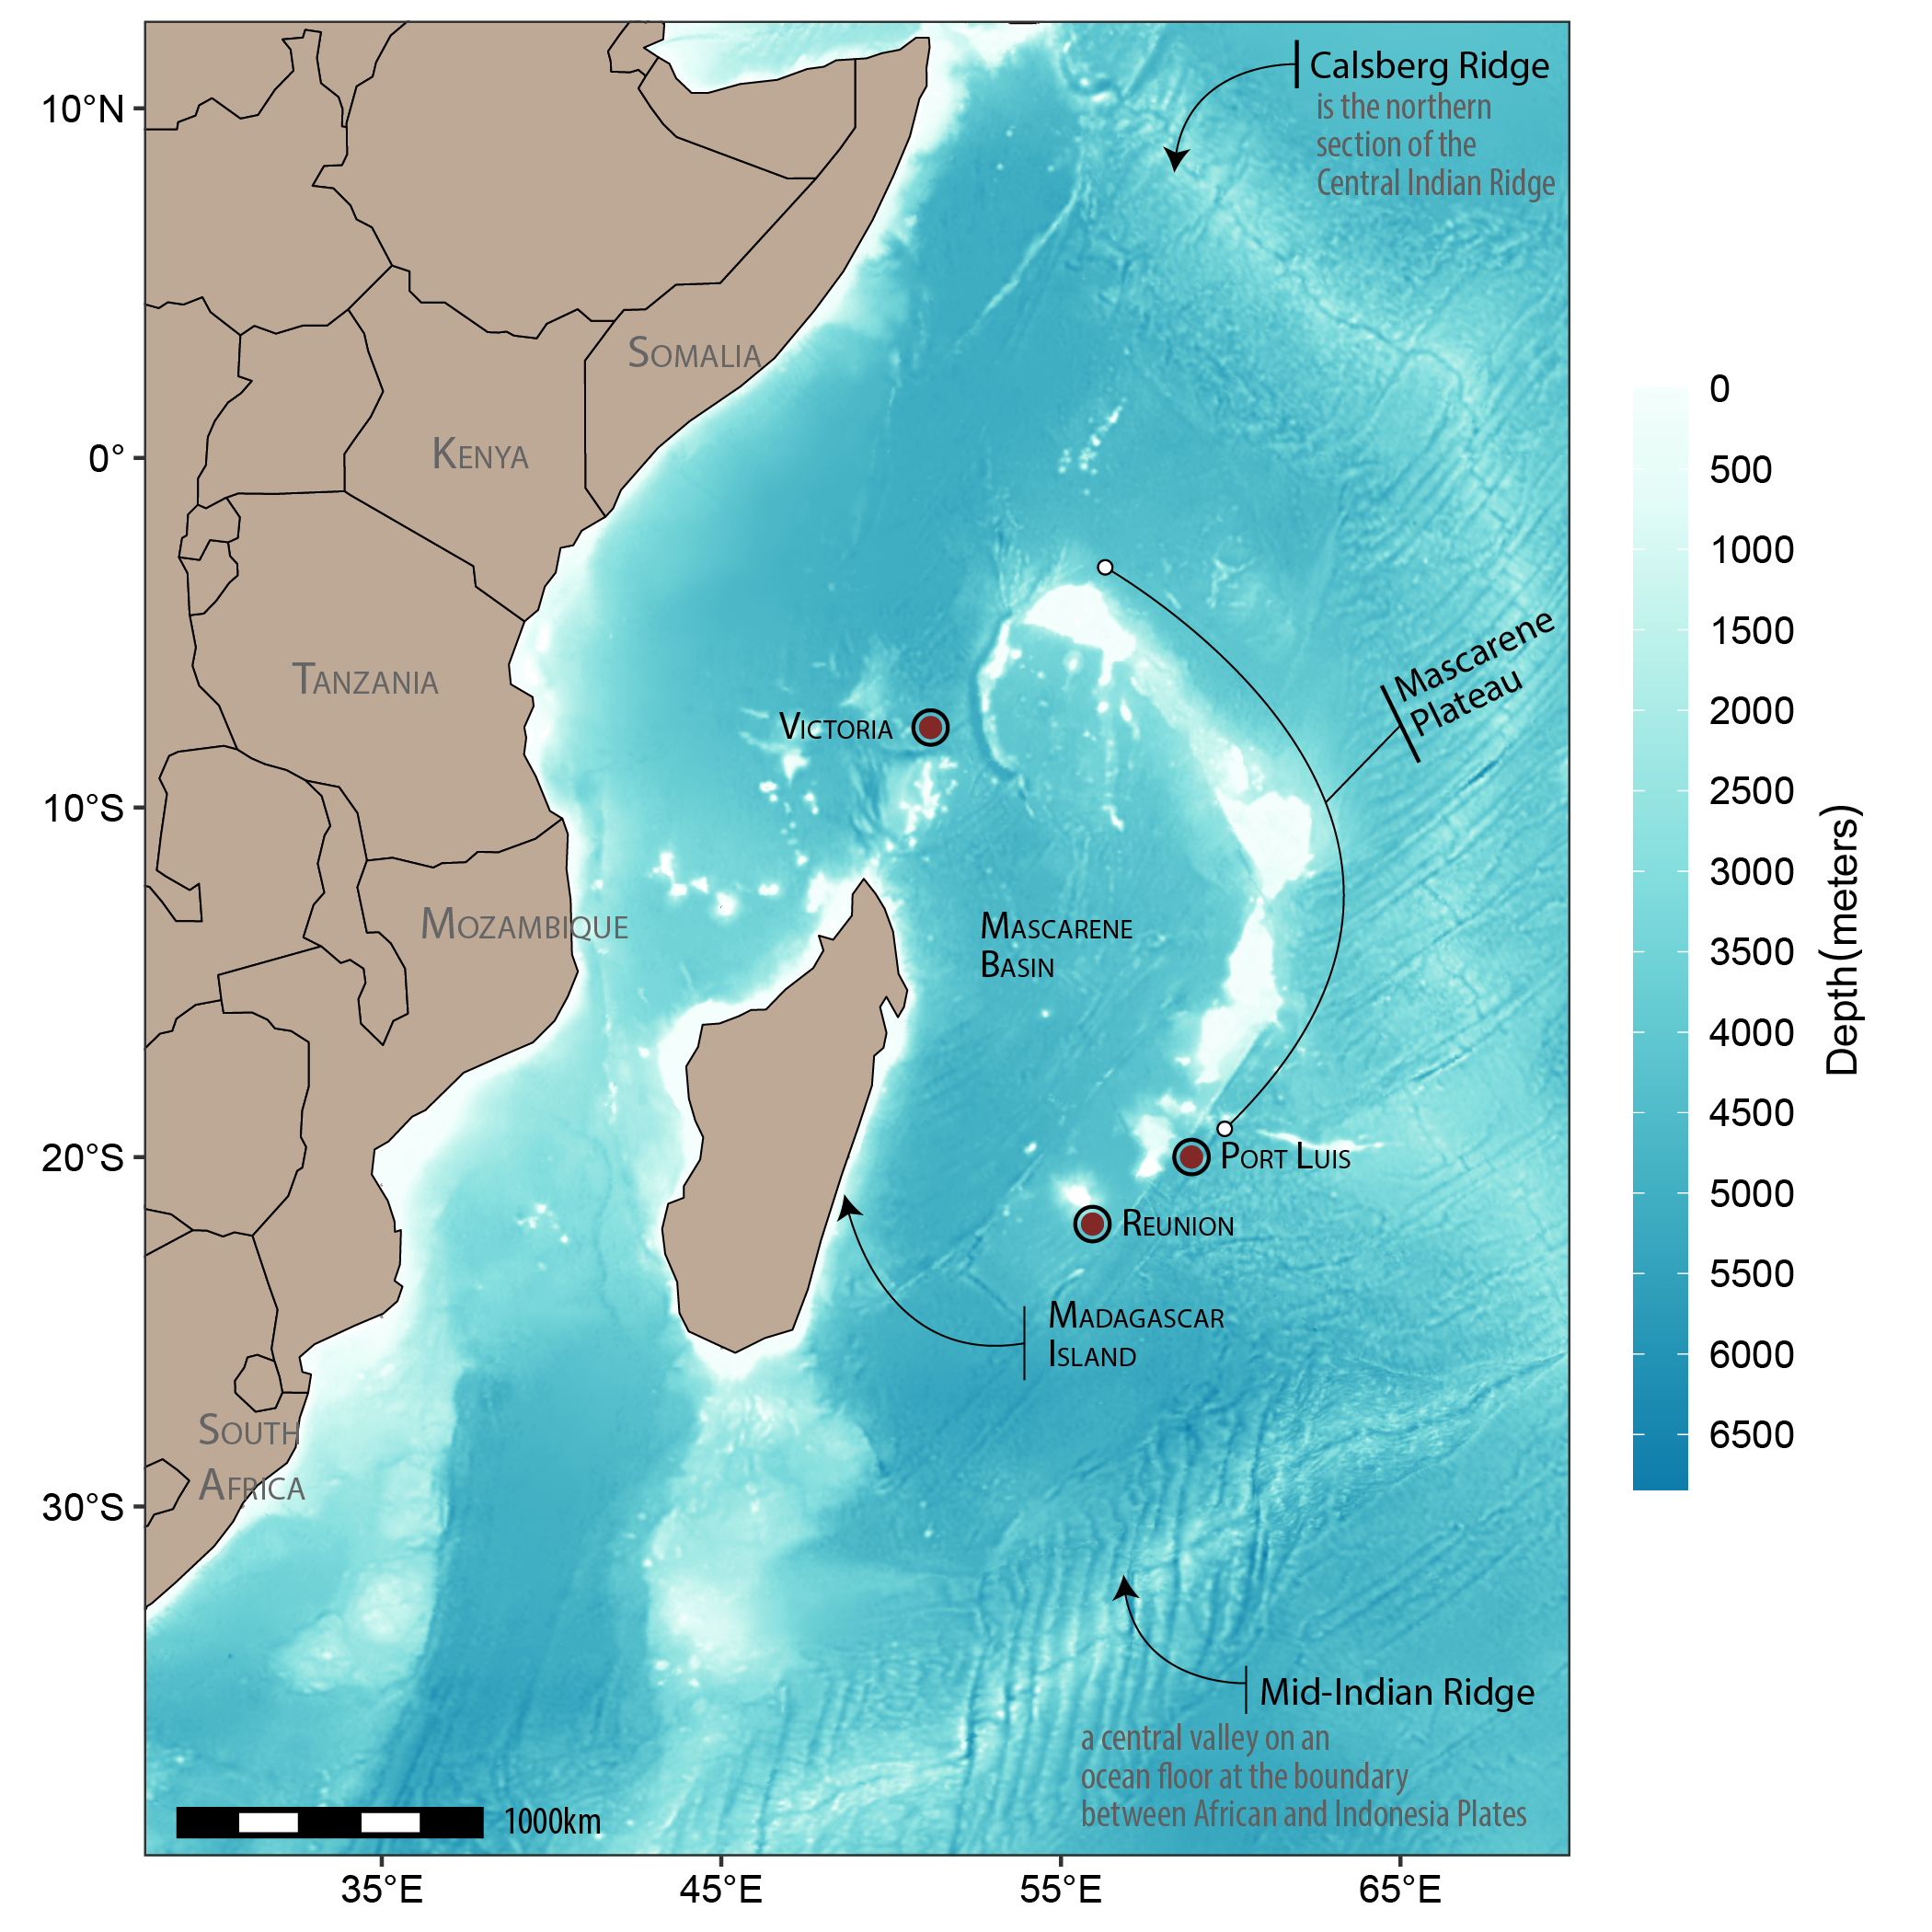 Calsberg Ridge
is the northern
section of the
Central Indian Ridge
10°N
0°
10°S
20°S
30°S
SOMALIA
KENYA
TANZANIA
MOZAMBIQUE
SOUTH
AFRICA
VICTORIA
MASCARENE
BASIN
Mascarene
Plateau
PORT LUIS
REUNION
MADAGASCAR
ISLAND
Mid-Indian Ridge
a central valley on an
ocean floor at the boundary
between African and Indonesia Plates
1000km
35°E
45°E
55°E
65°E
0
500
1000
1500
2000
2500
3000
3500
4000
4500
5000
5500
6000
6500
Depth(meters)